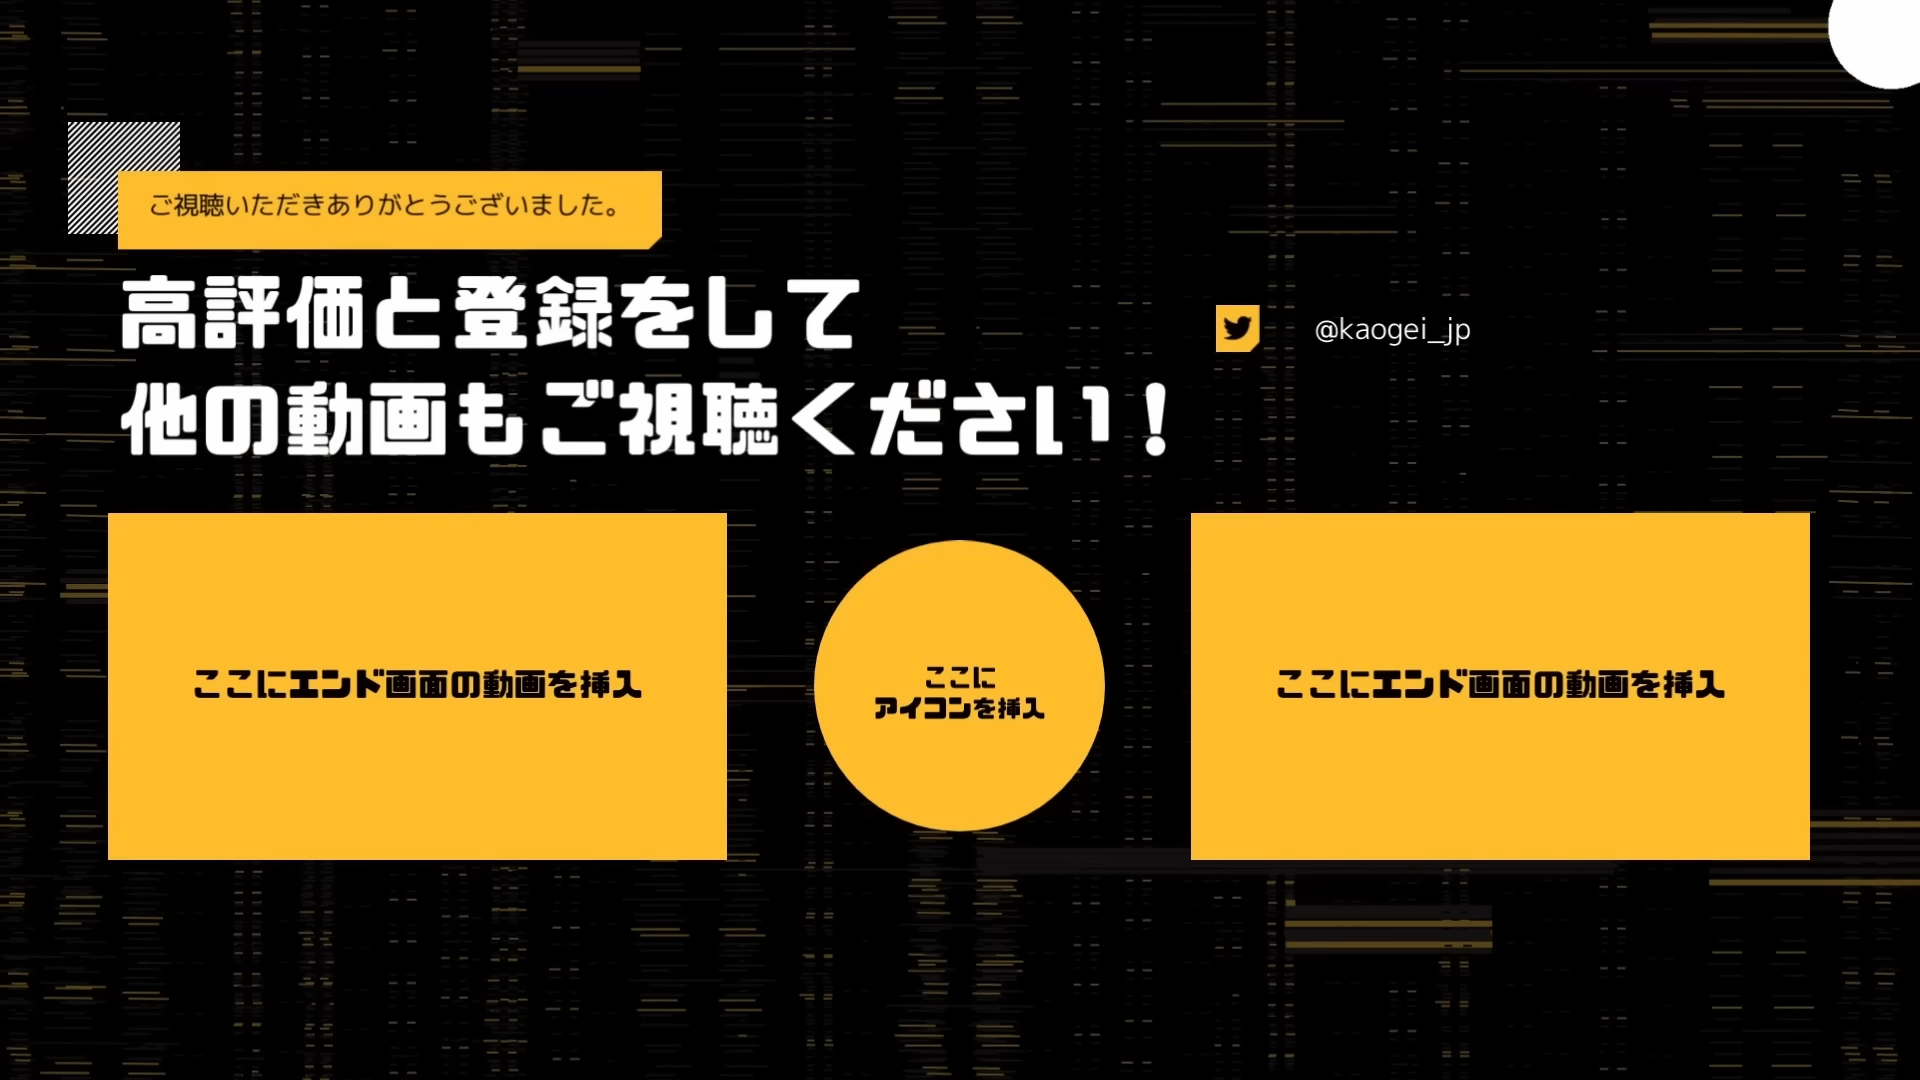 ご視聴いただきありがとうございました。
高評価と登録をして
他の動画もご視聴ください！
@kaogei_jp
ここにエンド画面の動画を挿入
ここに
アイコンを挿入
ここにエンド画面の動画を挿入